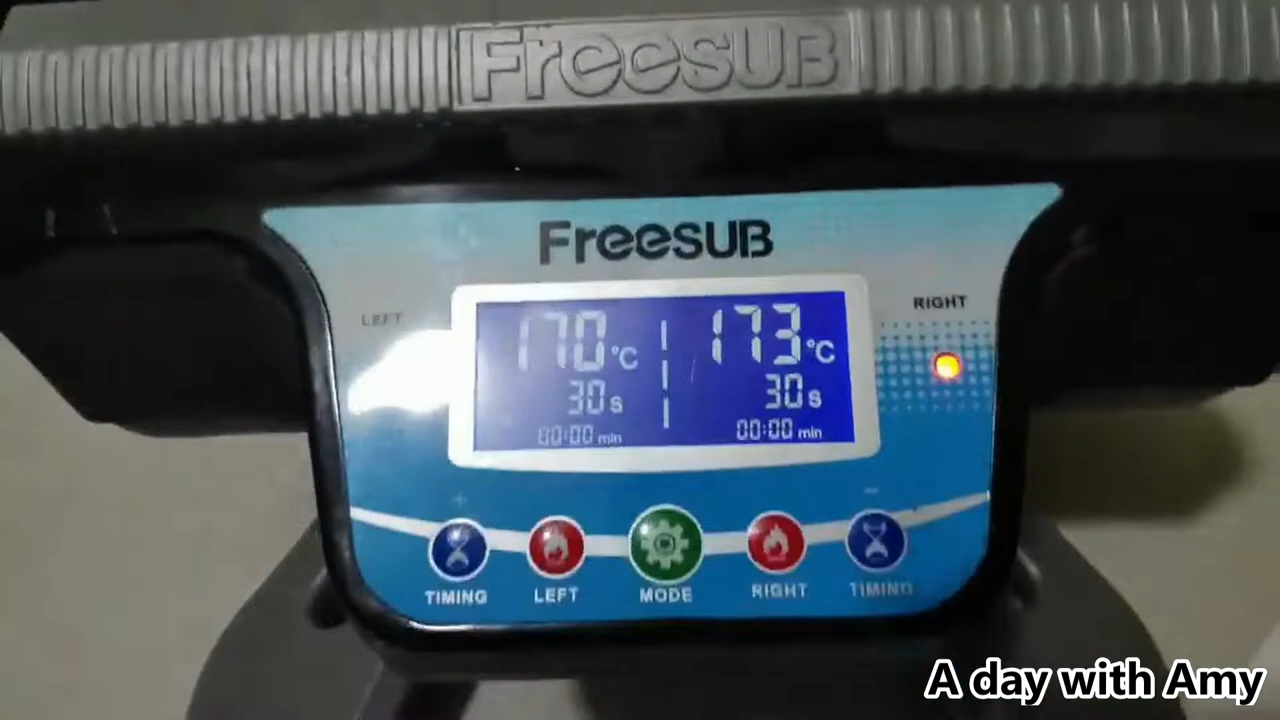 FreesUB
FreesUB
LEFT
RIGHT
170°C
173°C
30s
30s
00:00 min
00:00 min
+
-
TIMING
LEFT
MODE
RIGHT
TIMING
A day with Amy